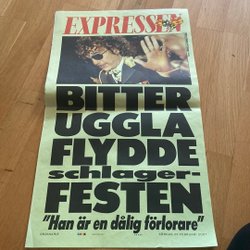 EXPRESSEN
BITTER
UGGLA
FLYDDE
schlager-
FESTEN
"Han är en dålig förlorare"